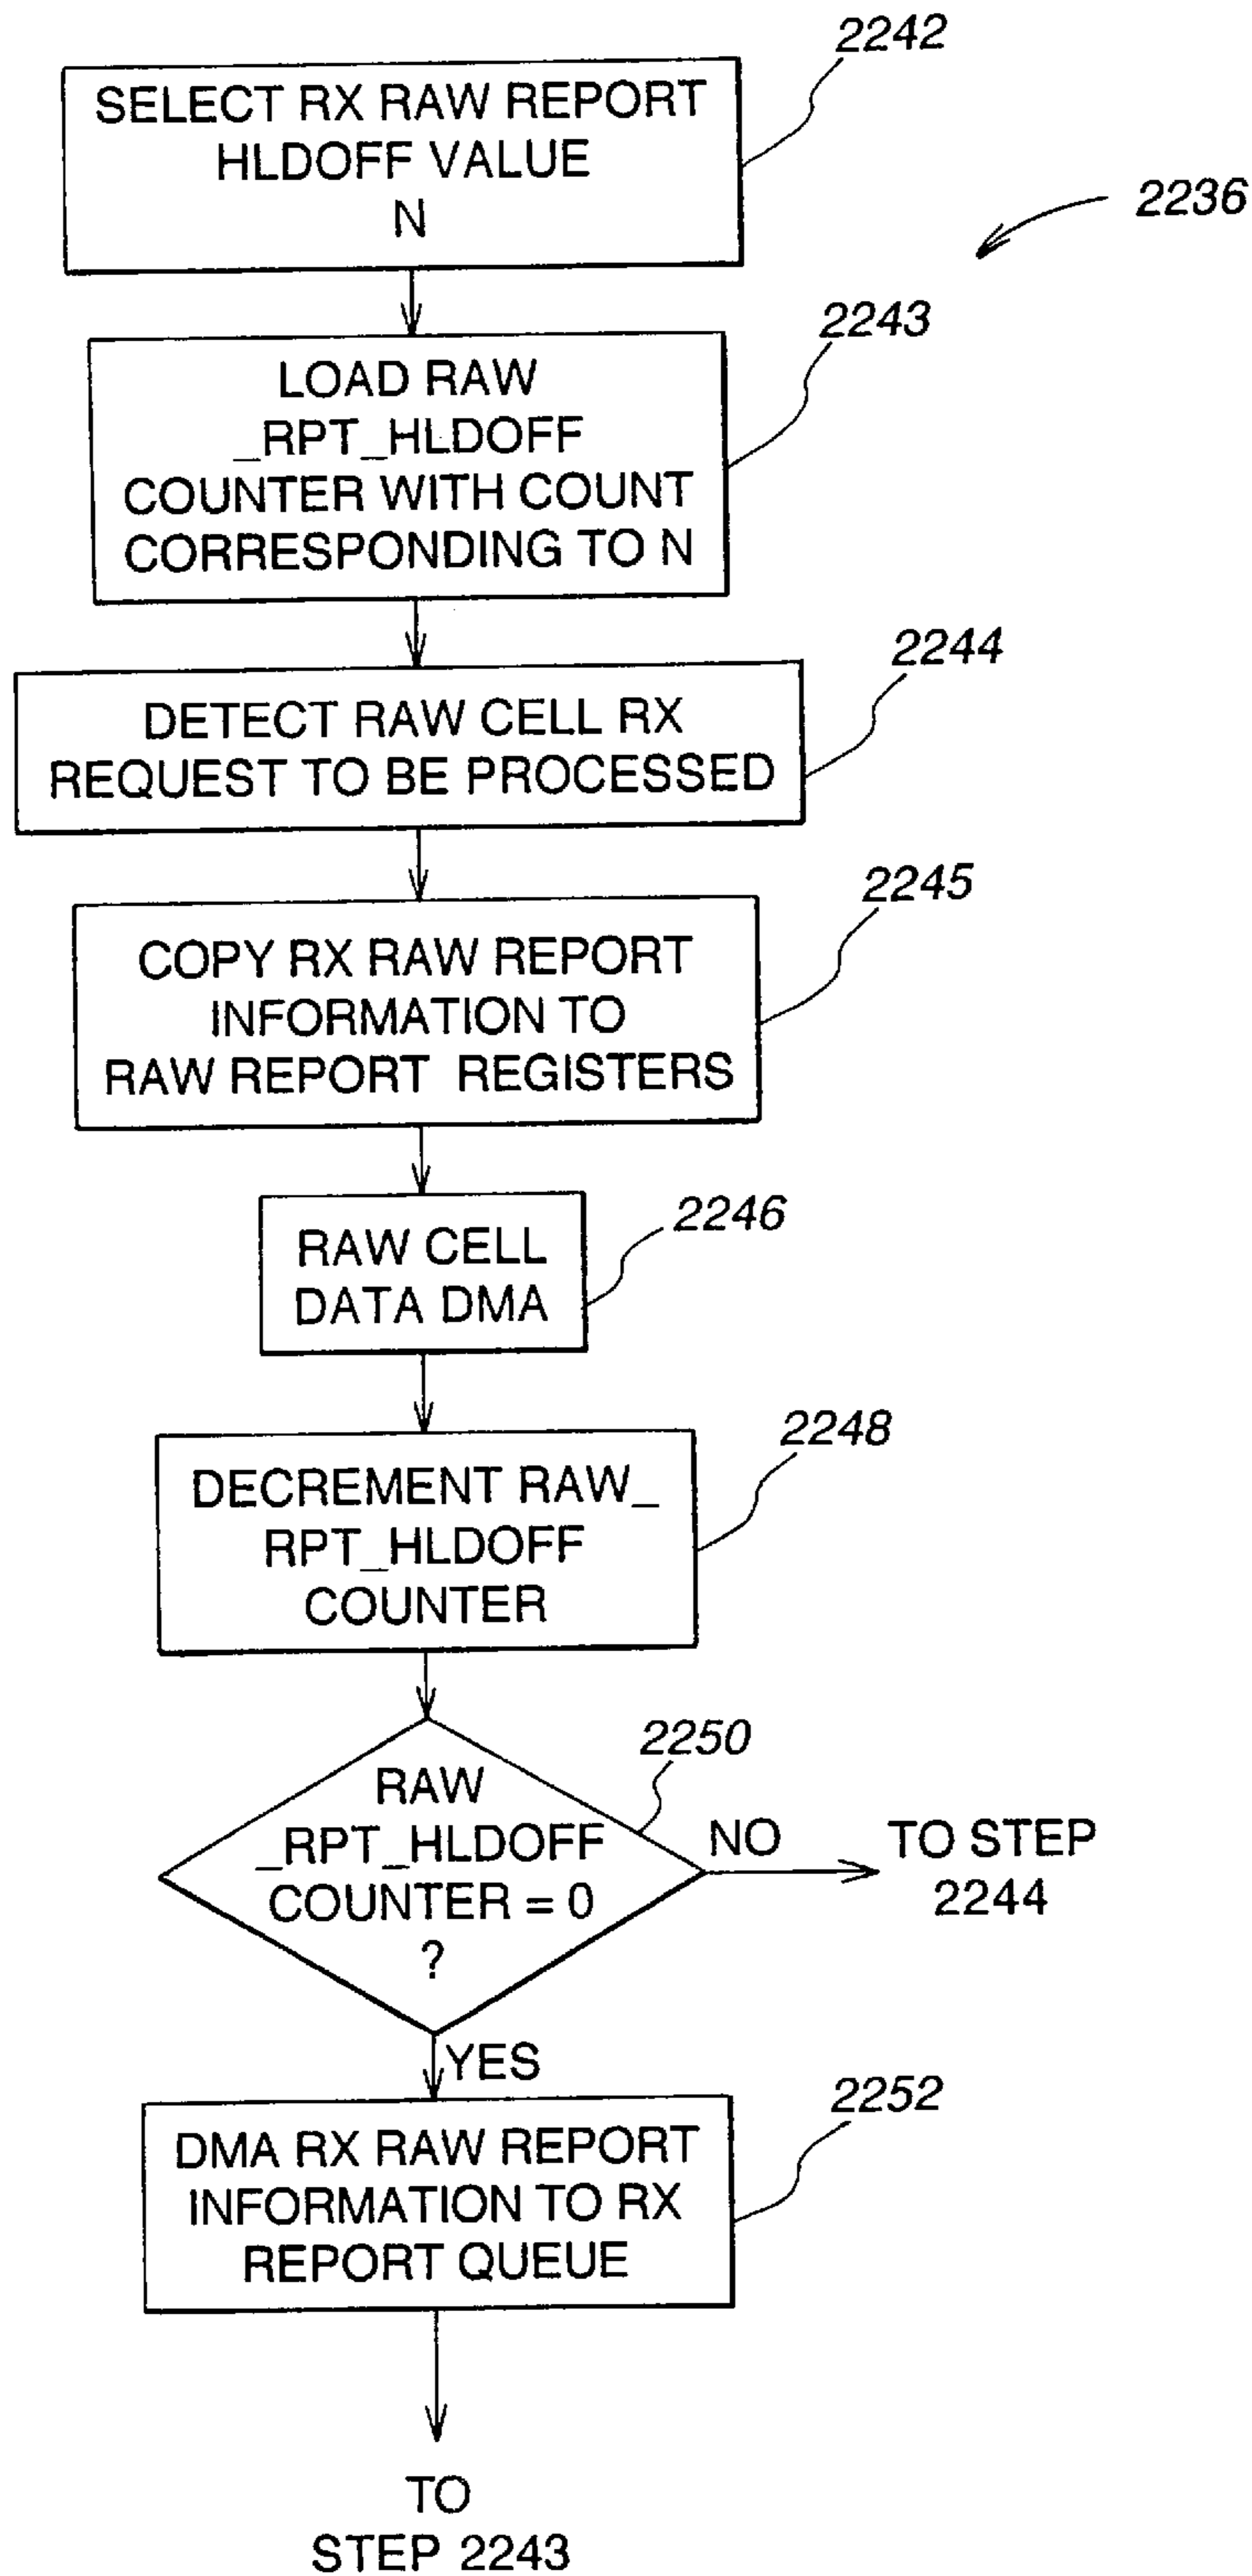 2242
SELECT RX RAW REPORT
HLDOFF VALUE
N
2236
2243
LOAD RAW
_RPT_HLDOFF
COUNTER WITH COUNT
CORRESPONDING TO N
2244
DETECT RAW CELL RX
REQUEST TO BE PROCESSED
2245
COPY RX RAW REPORT
INFORMATION TO
RAW REPORT REGISTERS
2246
RAW CELL
DATA DMA
2248
DECREMENT RAW_
RPT_HLDOFF
COUNTER
2250
RAW
_RPT_HLDOFF
COUNTER = 0
?
NO
TO STEP
2244
YES
2252
DMA RX RAW REPORT
INFORMATION TO RX
REPORT QUEUE
TO
STEP 2243